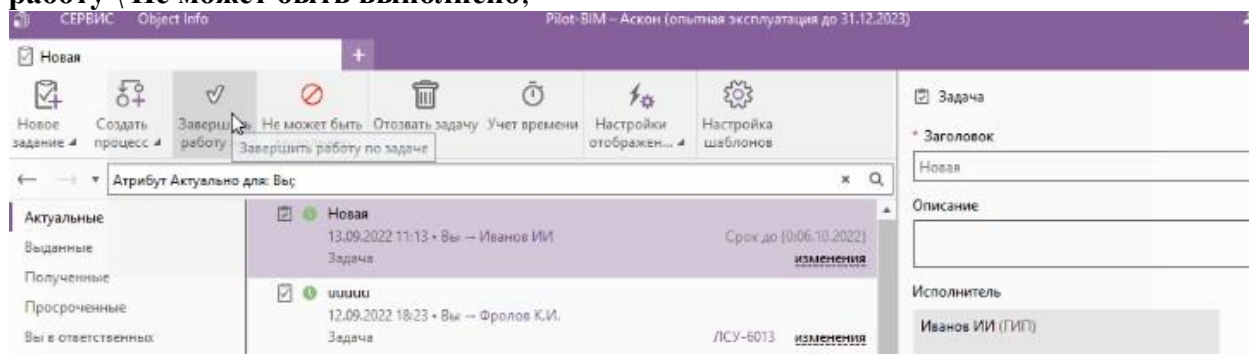 работу \ Не может быть выполнено;
СЕРВИС Object Info
Pilot-BIM – Аскон (опытная эксплуатация до 31.12.2023)
Новая +
Новое задание
Создать процесс
работу
Не может быть
Отозвать задачу
Учет времени
Настройки отображен...
Настройка шаблонов
Завершить работу по задаче
Атрибут Актуально для: Выс
Актуальные
Выданные
Полученные
Просроченные
Вы в ответственных
Новая
13.09.2022 11:13 • Вы — Иванов ИИ
Срок до {0:06.10.2022}
Задача
изменения
uuuuu
12.09.2022 18:23 • Вы — Фролов К.И.
Задача
ЛСУ-6013 изменения
Задача
* Заголовок
Новая
Описание
Исполнитель
Иванов ИИ (ГИП)